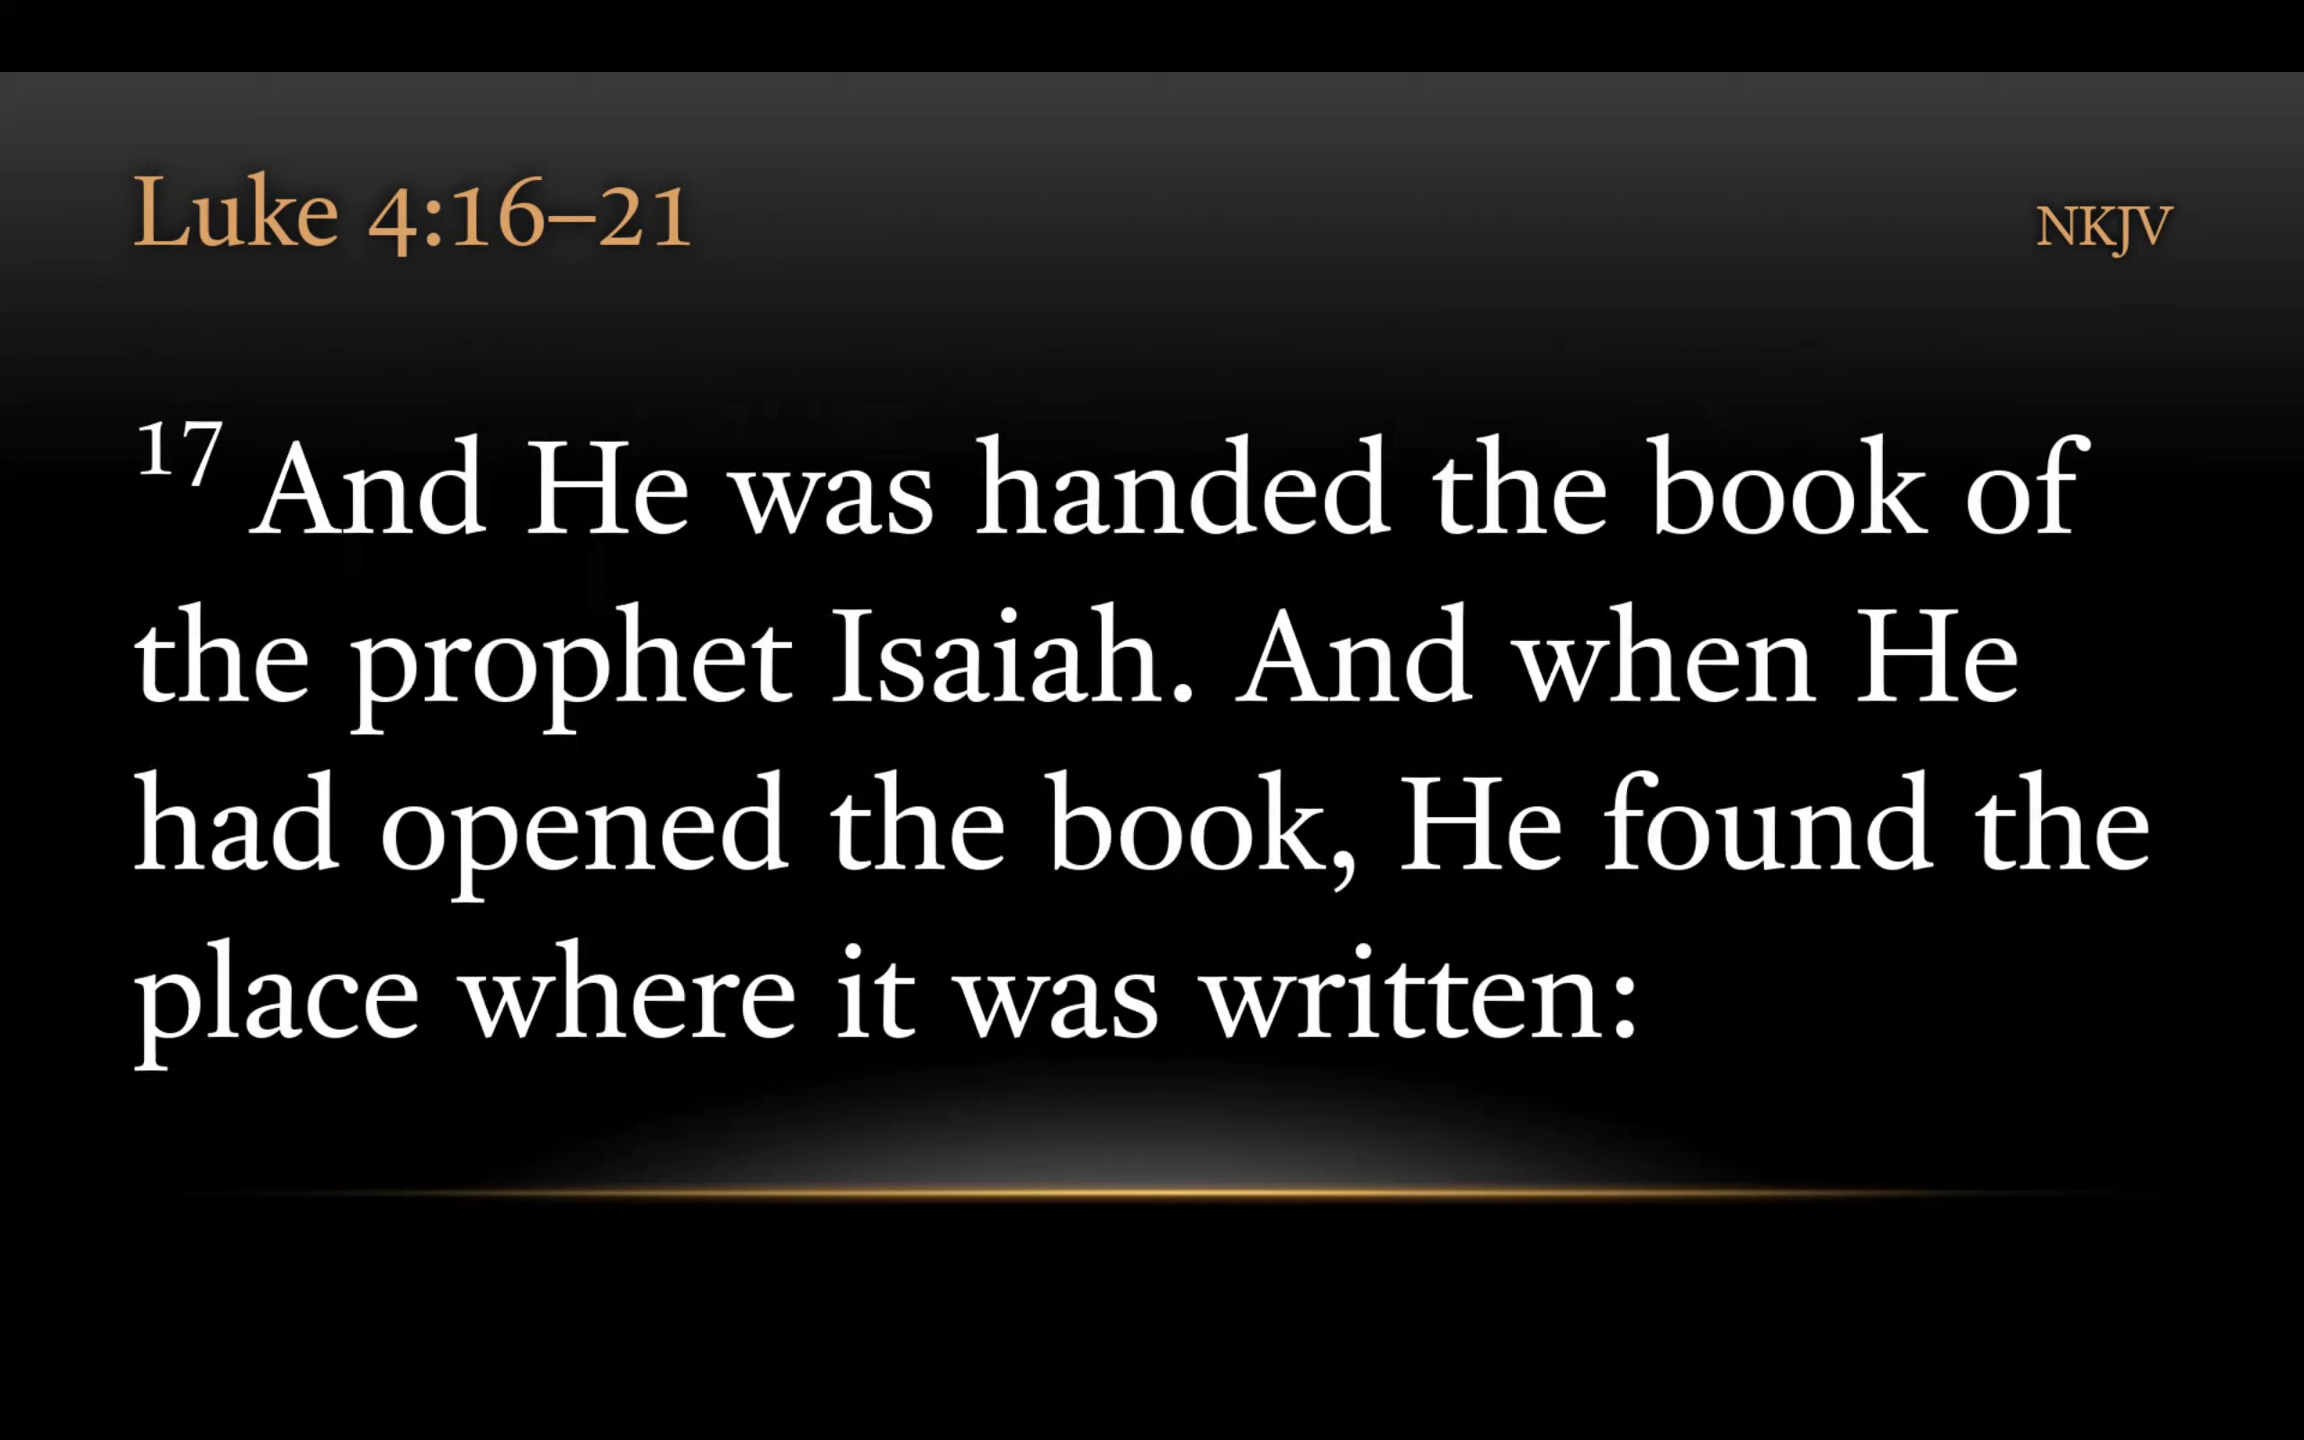 Luke 4:16–21
NKJV
17 And He was handed the book of
the prophet Isaiah. And when He
had opened the book, He found the
place where it was written: